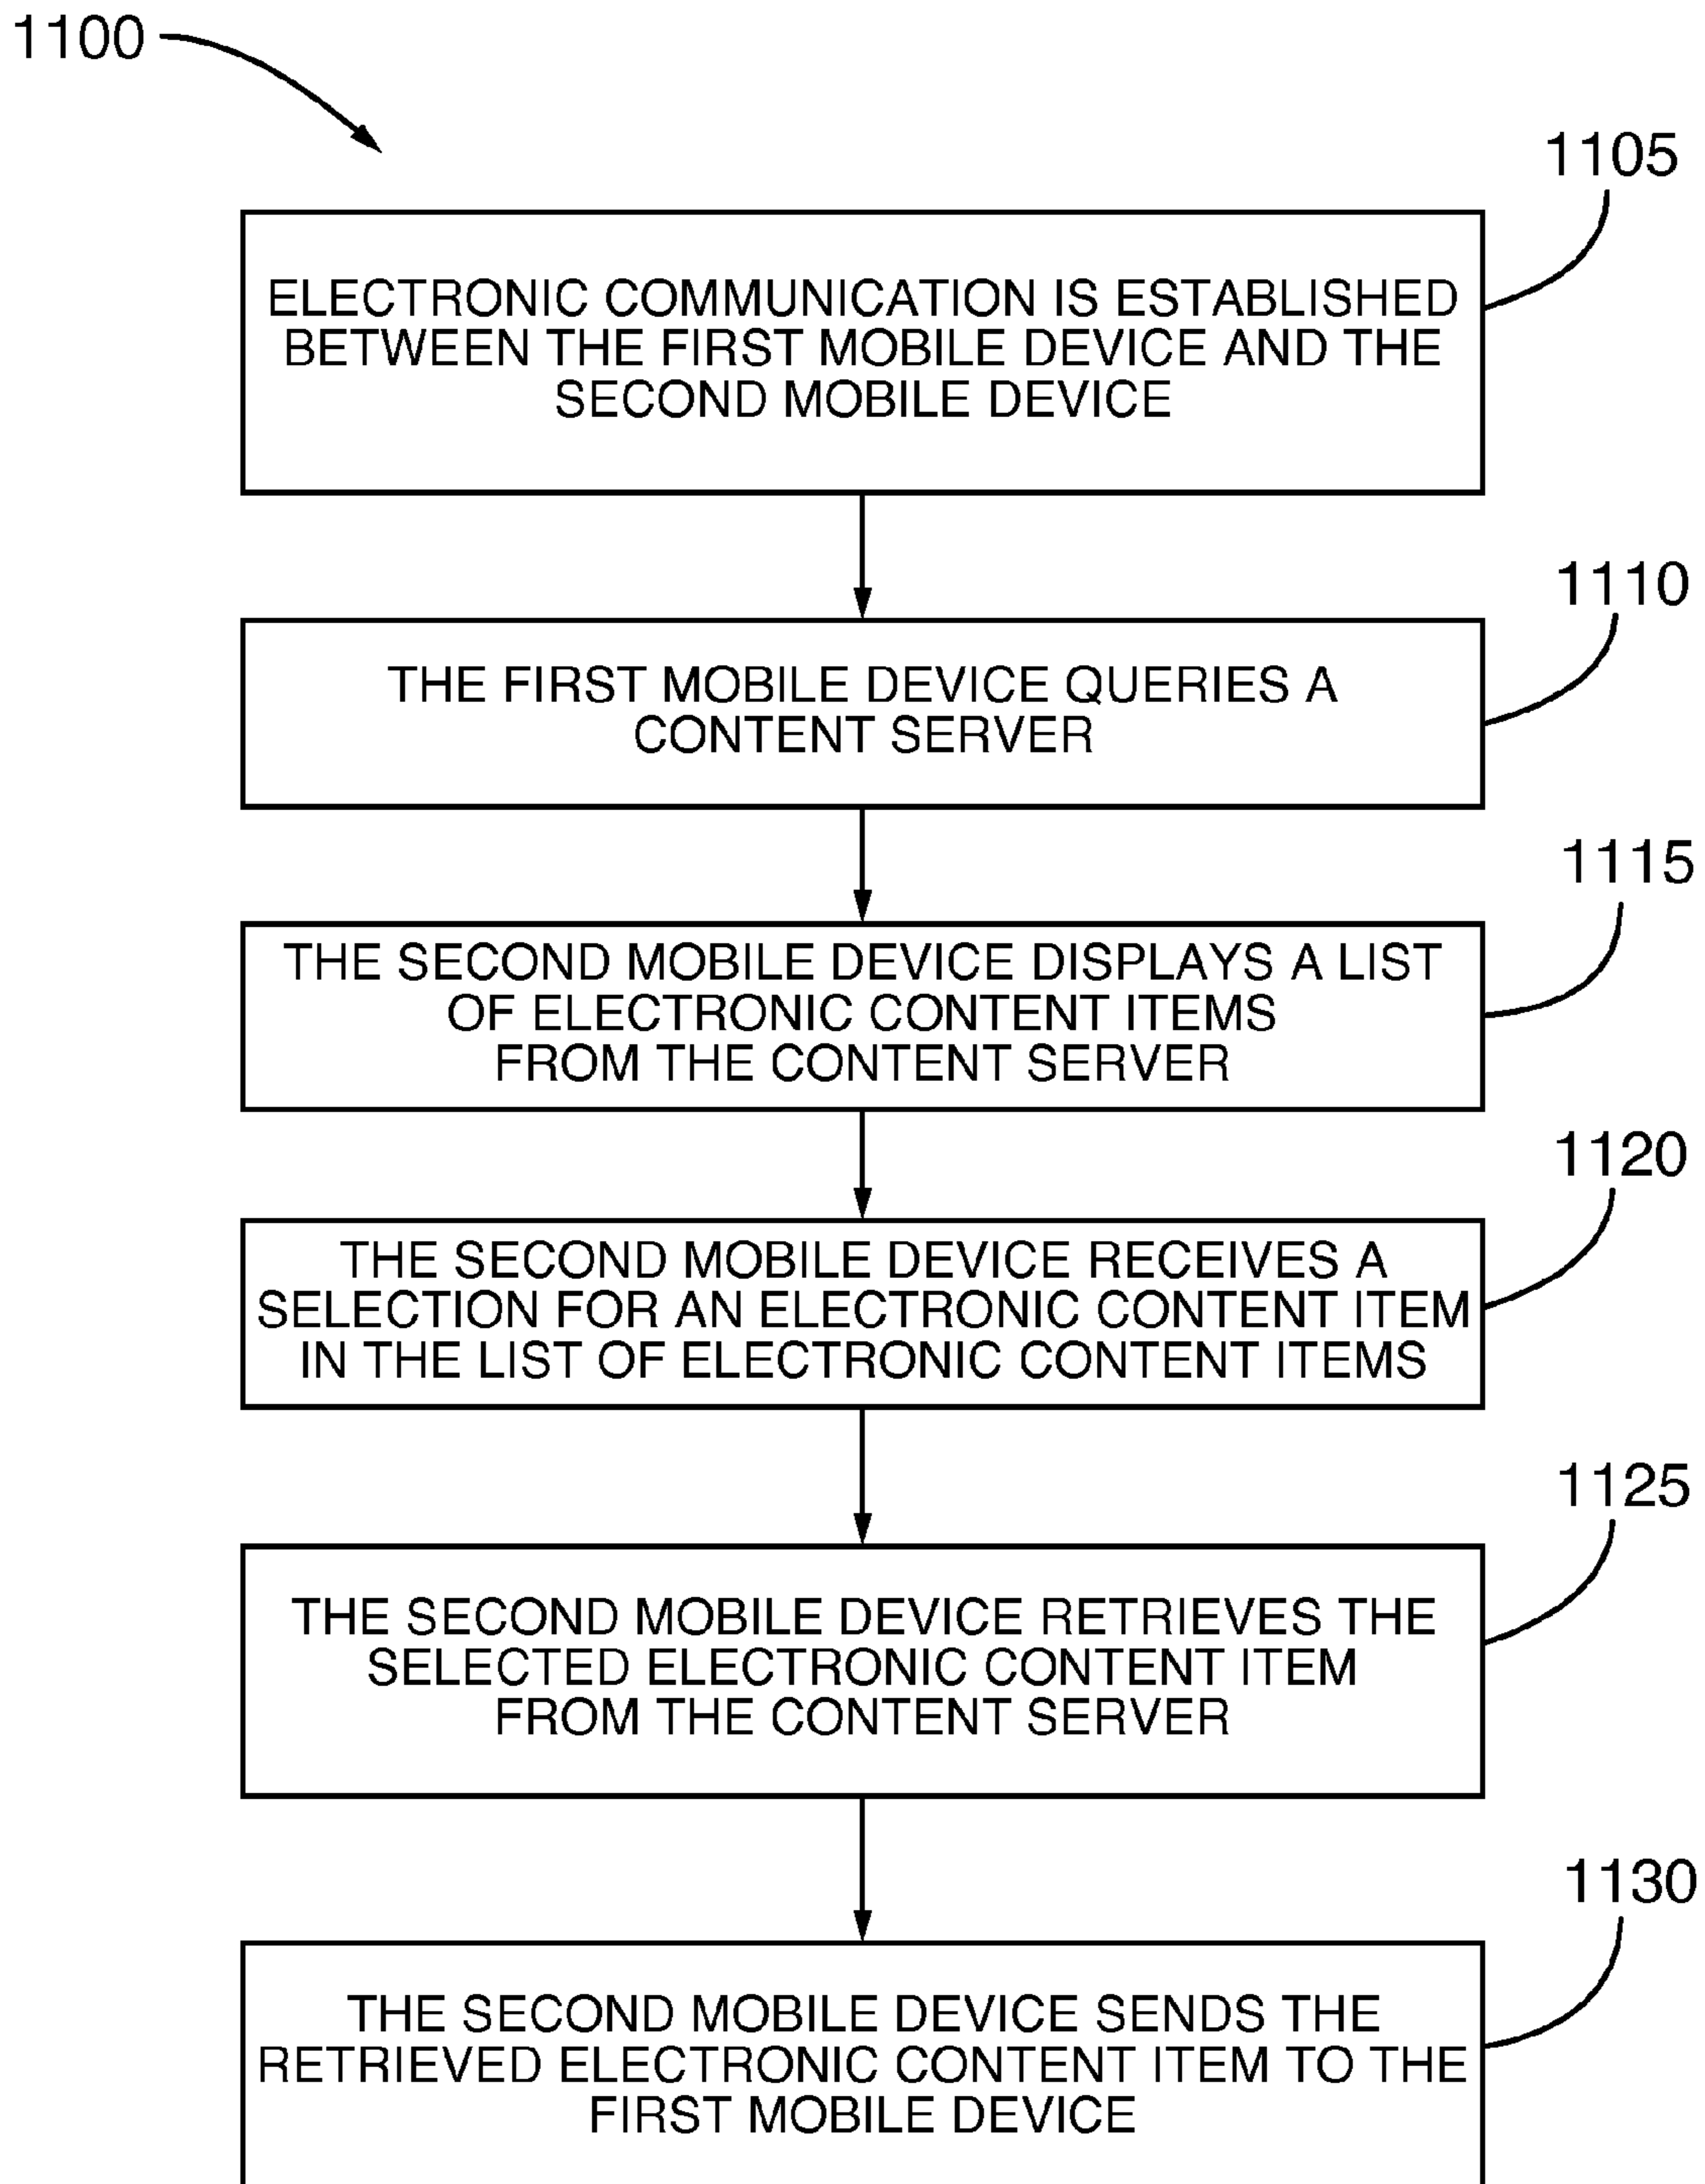 1100
1105
ELECTRONIC COMMUNICATION IS ESTABLISHED
BETWEEN THE FIRST MOBILE DEVICE AND THE
SECOND MOBILE DEVICE
1110
THE FIRST MOBILE DEVICE QUERIES A
CONTENT SERVER
1115
THE SECOND MOBILE DEVICE DISPLAYS A LIST
OF ELECTRONIC CONTENT ITEMS
FROM THE CONTENT SERVER
1120
THE SECOND MOBILE DEVICE RECEIVES A
SELECTION FOR AN ELECTRONIC CONTENT ITEM
IN THE LIST OF ELECTRONIC CONTENT ITEMS
1125
THE SECOND MOBILE DEVICE RETRIEVES THE
SELECTED ELECTRONIC CONTENT ITEM
FROM THE CONTENT SERVER
1130
THE SECOND MOBILE DEVICE SENDS THE
RETRIEVED ELECTRONIC CONTENT ITEM TO THE
FIRST MOBILE DEVICE